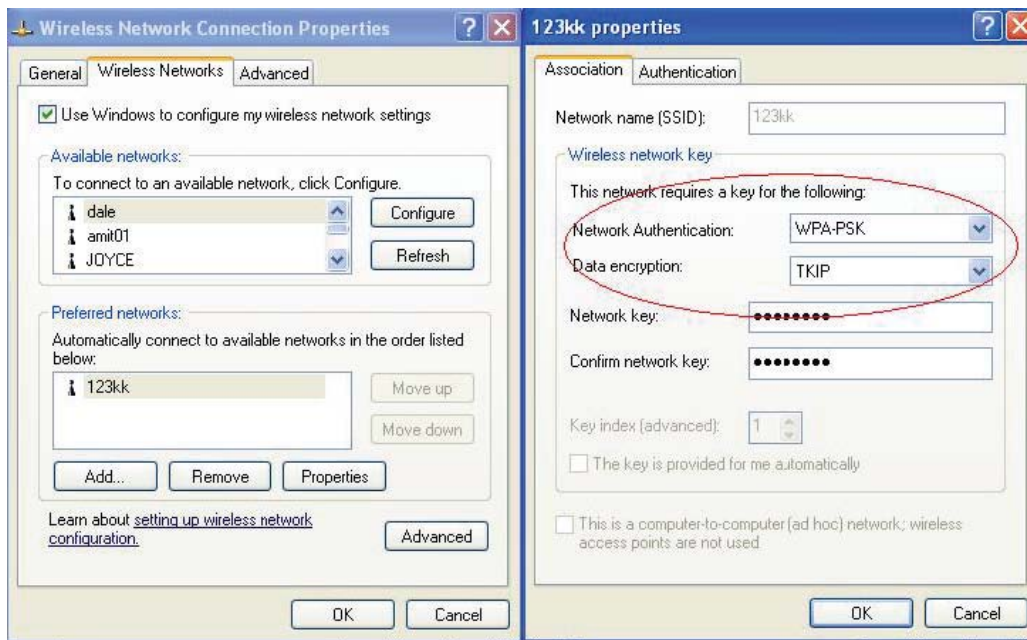 Wireless Network Connection Properties
General
Wireless Networks
Advanced
Use Windows to configure my wireless network settings
Available networks:
To connect to an available network, click Configure.
dale
amit01
JOYCE
Configure
Refresh
Preferred networks:
Automatically connect to available networks in the order listed
below:
123kk
Move up
Move down
Add...
Remove
Properties
Learn about setting up wireless network
configuration.
Advanced
OK
Cancel
123kk properties
Association
Authentication
Network name (SSID):
123kk
Wireless network key
This network requires a key for the following:
Network Authentication:
WPA-PSK
Data encryption:
TKIP
Network key:
••••••••
Confirm network key:
••••••••
Key index (advanced):
1
The key is provided for me automatically
This is a computer-to-computer (ad hoc) network; wireless
access points are not used
OK
Cancel